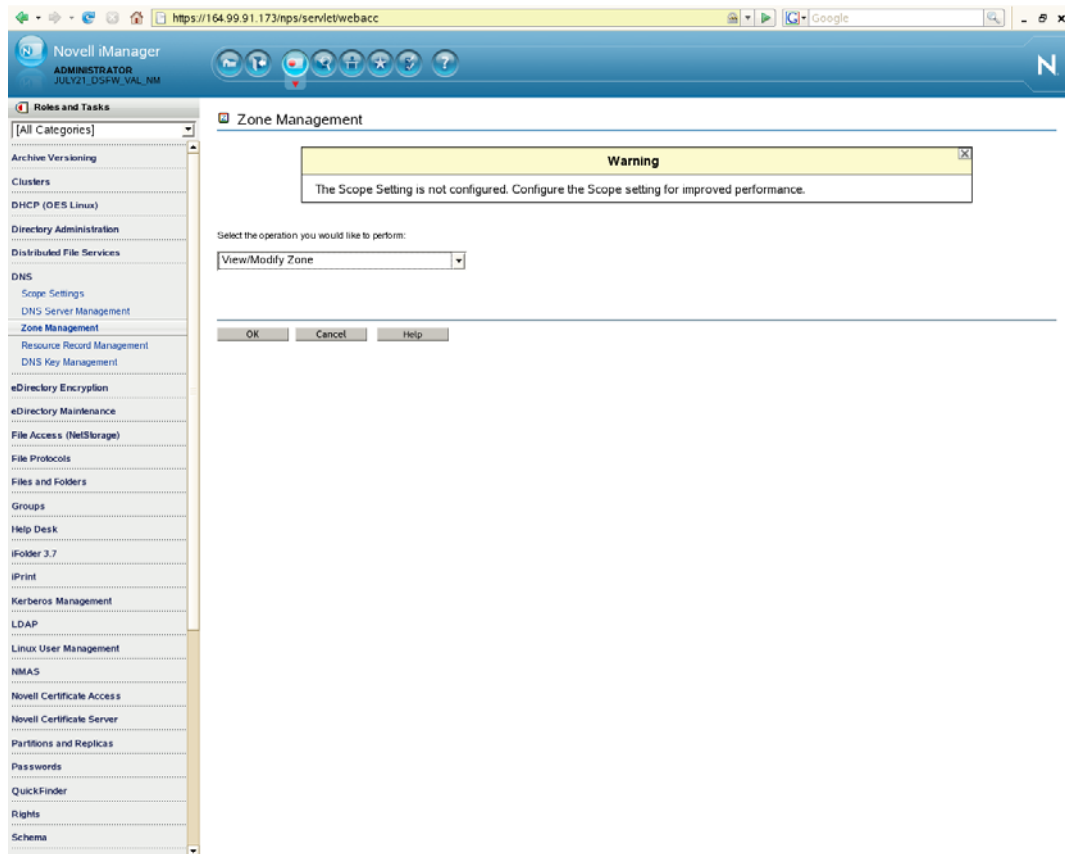 https://164.99.91.173/nps/servlet/webacc
G
Google
Novell iManager
ADMINISTRATOR
JULY21_DSFW_VAL_NM
N
Roles and Tasks
[All Categories]
Archive Versioning
Clusters
DHCP (OES Linux)
Directory Administration
Distributed File Services
DNS
Scope Settings
DNS Server Management
Zone Management
Resource Record Management
DNS Key Management
eDirectory Encryption
eDirectory Maintenance
File Access (NetStorage)
File Protocols
Files and Folders
Groups
Help Desk
iFolder 3.7
iPrint
Kerberos Management
LDAP
Linux User Management
NMAS
Novell Certificate Access
Novell Certificate Server
Partitions and Replicas
Passwords
QuickFinder
Rights
Schema
Zone Management
Warning
The Scope Setting is not configured. Configure the Scope setting for improved performance.
Select the operation you would like to perform:
View/Modify Zone
OK Cancel Help